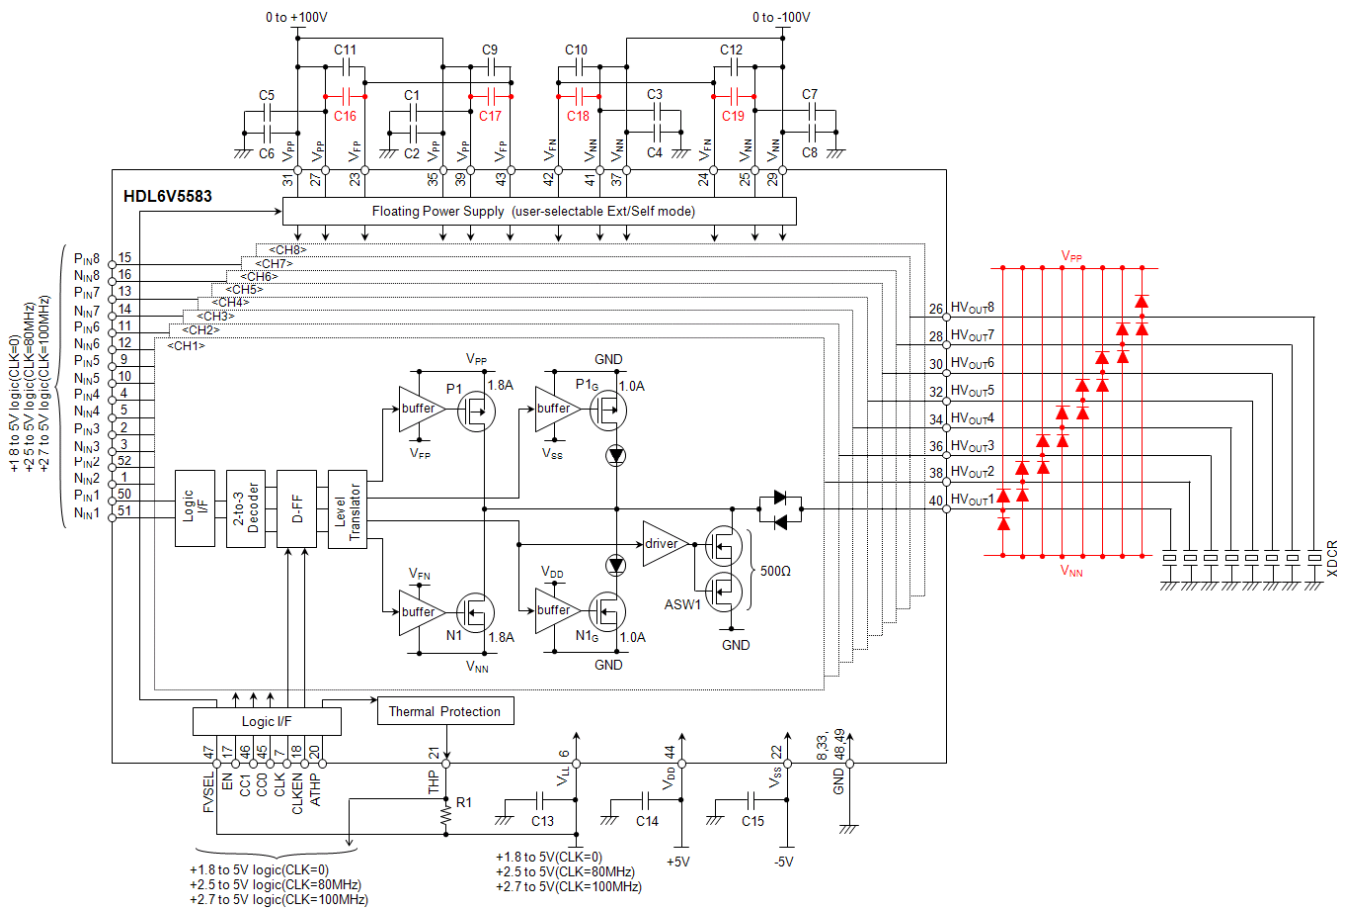 0 to +100V
0 to -100V
C11
C9
C10
C12
C5
C16
C1
C17
C18
C3
C19
C7
C6
C2
C4
C8
VPP
VPP
VFP
VPP
VPP
VFP
VFN
VNN
VNN
VFN
VNN
VNN
31
27
23
35
39
43
42
41
37
24
25
29
HDL6V5583
Floating Power Supply (user-selectable Ext/Self mode)
<CH8>
<CH7>
<CH6>
<CH5>
<CH4>
<CH3>
<CH2>
<CH1>
+1.8 to 5V logic(CLK=0)
+2.5 to 5V logic(CLK=80MHz)
+2.7 to 5V logic(CLK=100MHz)
PIN8 15
NIN8 16
PIN7 13
NIN7 14
PIN6 11
NIN6 12
PIN5 9
NIN5 10
PIN4 4
NIN4 5
PIN3 2
NIN3 3
PIN2 52
NIN2 1
PIN1 50
NIN1 51
Logic I/F
2-to-3 Decoder
D-FF
Level Translator
VPP
P1
1.8A
buffer
VFP
GND
P1G
1.0A
buffer
VSS
VFN
buffer
N1
1.8A
VNN
VDD
buffer
N1G
1.0A
GND
driver
ASW1
500Ω
GND
26 HVOUT8
28 HVOUT7
30 HVOUT6
32 HVOUT5
34 HVOUT4
36 HVOUT3
38 HVOUT2
40 HVOUT1
VPP
VNN
XDCR
Logic I/F
Thermal Protection
47
17
46
45
7
18
20
21
6
44
22
8,33,
48,49
FVSEL
EN
CC1
CC0
CLK
CLKEN
ATHP
THP
VLL
VDD
VSS
GND
R1
C13
C14
C15
+1.8 to 5V logic(CLK=0)
+2.5 to 5V logic(CLK=80MHz)
+2.7 to 5V logic(CLK=100MHz)
+1.8 to 5V(CLK=0)
+2.5 to 5V(CLK=80MHz)
+2.7 to 5V(CLK=100MHz)
+5V
-5V